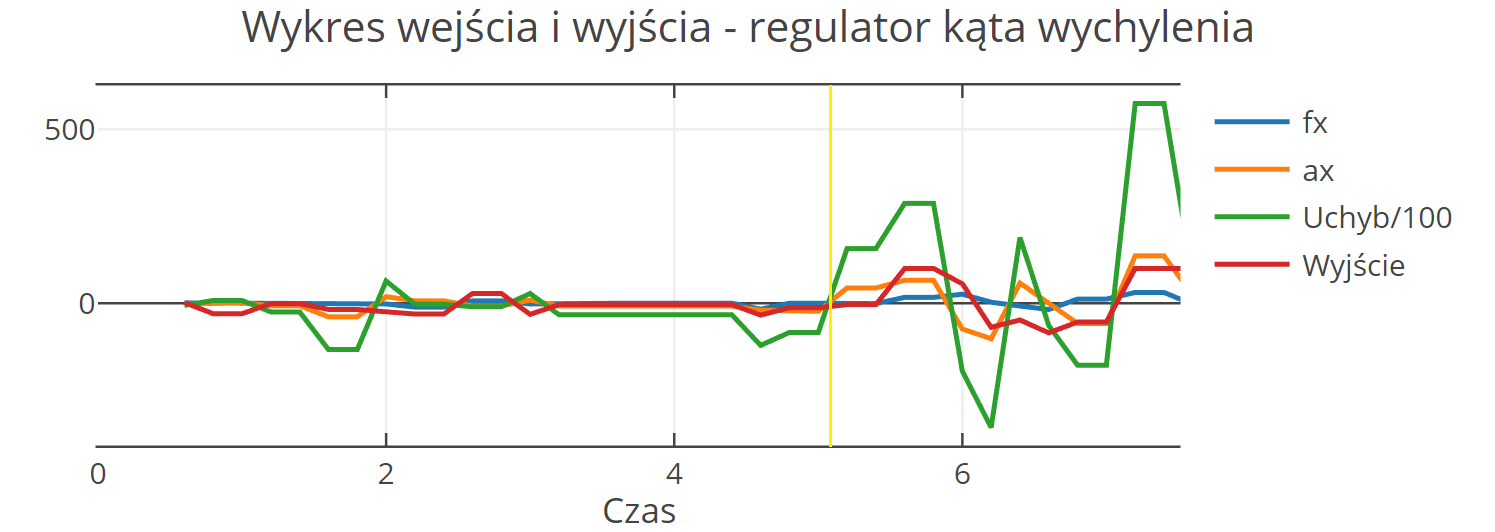 Wykres wejścia i wyjścia - regulator kąta wychylenia
500
0
0
2
4
6
Czas
fx
ax
Uchyb/100
Wyjście